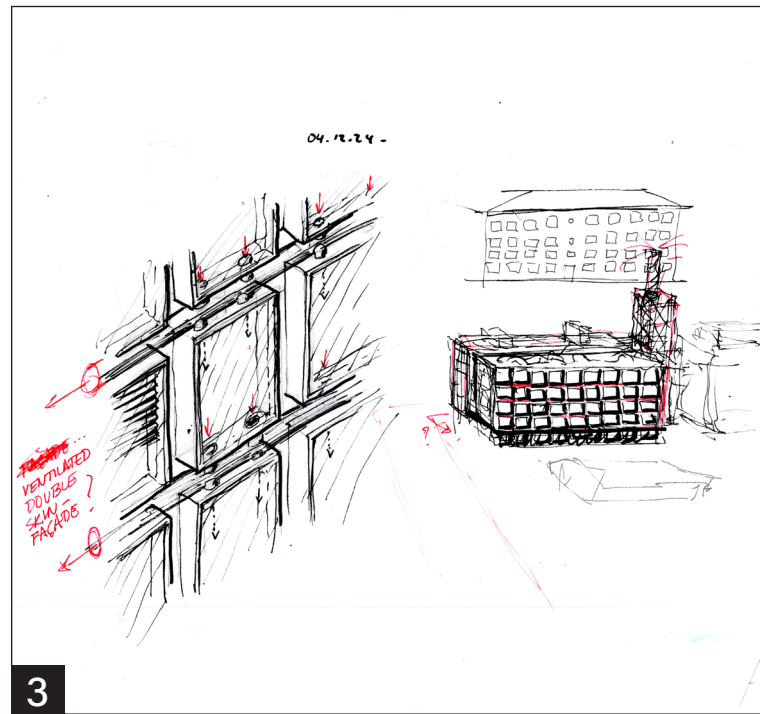 04.12.24 -
VENTILATED
DOUBLE
SKIN -
FAÇADE ?
?
3